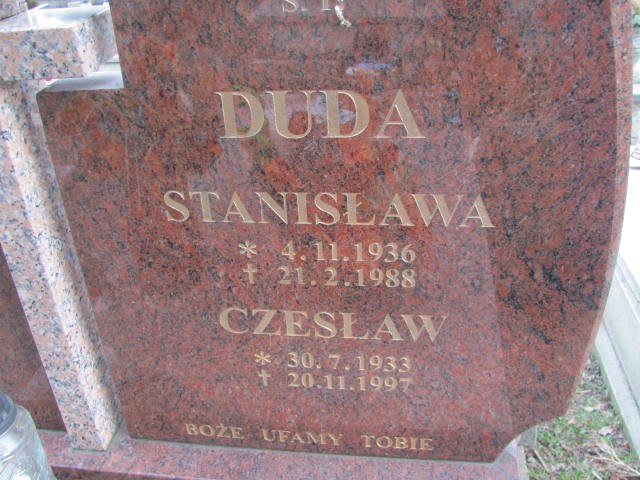 Ś. P.
DUDA
STANISŁAWA
* 4.11.1936
† 21.2.1988
CZESŁAW
* 30.7.1933
† 20.11.1997
BOŻE UFAMY TOBIE